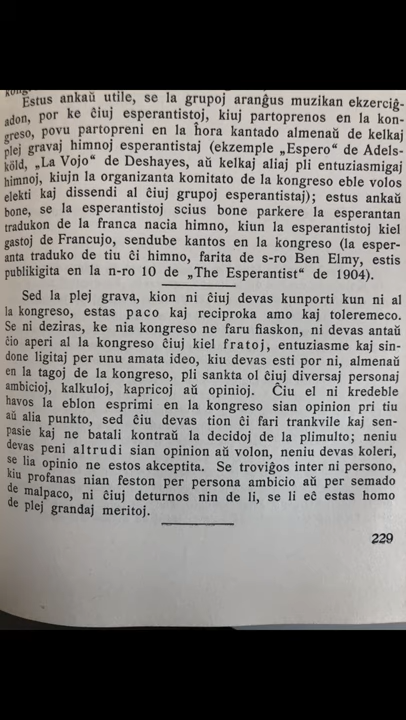 Estus ankaŭ utile, se la grupoj aranĝus muzikan ekzerciĝ-
adon, por ke ĉiuj esperantistoj, kiuj partoprenos en la kon-
greso, povu partopreni en la ĥora kantado almenaŭ de kelkaj
plej gravaj himnoj esperantistaj (ekzemple „Espero“ de Adels-
köld, „La Vojo“ de Deshayes, aŭ kelkaj aliaj pli entuziasmigaj
himnoj, kiujn la organizanta komitato de la kongreso eble volos
elekti kaj dissendi al ĉiuj grupoj esperantistaj); estus ankaŭ
bone, se la esperantistoj scius bone parkere la esperantan
tradukon de la franca nacia himno, kiun la esperantistoj kiel
gastoj de Francujo, sendube kantos en la kongreso (la esper-
anta traduko de tiu ĉi himno, farita de s-ro Ben Elmy, estis
publikigita en la n-ro 10 de „The Esperantist“ de 1904).
Sed la plej grava, kion ni ĉiuj devas kunporti kun ni al
la kongreso, estas paco kaj reciproka amo kaj toleremeco.
Se ni deziras, ke nia kongreso ne faru fiaskon, ni devas antaŭ
ĉio aperi al la kongreso ĉiuj kiel fratoj, entuziasme kaj sin-
done ligitaj per unu amata ideo, kiu devas esti por ni, almenaŭ
en la tagoj de la kongreso, pli sankta ol ĉiuj diversaj personaj
ambicioj, kalkuloj, kapricoj aŭ opinioj. Ĉiu el ni kredeble
havos la eblon esprimi en la kongreso sian opinion pri tiu
aŭ alia punkto, sed ĉiu devas tion ĉi fari trankvile kaj sen-
pasie kaj ne batali kontraŭ la decidoj de la plimulto; neniu
devas peni altrudi sian opinion aŭ volon, neniu devas koleri,
se lia opinio ne estos akceptita. Se troviĝos inter ni persono,
kiu profanas nian feston per persona ambicio aŭ per semado
de malpaco, ni ĉiuj deturnos nin de li, se li eĉ estas homo
de plej grandaj meritoj.
229